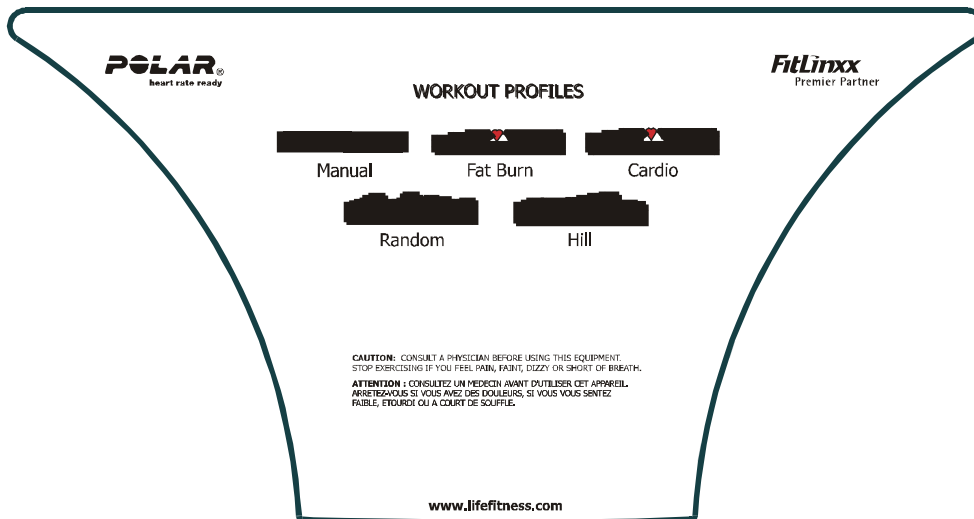 POLAR®
heart rate ready
FitLinxx
Premier Partner
WORKOUT PROFILES
Manual
Fat Burn
Cardio
Random
Hill
CAUTION: CONSULT A PHYSICIAN BEFORE USING THIS EQUIPMENT.
STOP EXERCISING IF YOU FEEL PAIN, FAINT, DIZZY OR SHORT OF BREATH.
ATTENTION : CONSULTEZ UN MEDECIN AVANT D'UTILISER CET APPAREIL.
ARRETEZ-VOUS SI VOUS AVEZ DES DOULEURS, SI VOUS VOUS SENTEZ
FAIBLE, ETOURDI OU A COURT DE SOUFFLE.
www.lifefitness.com